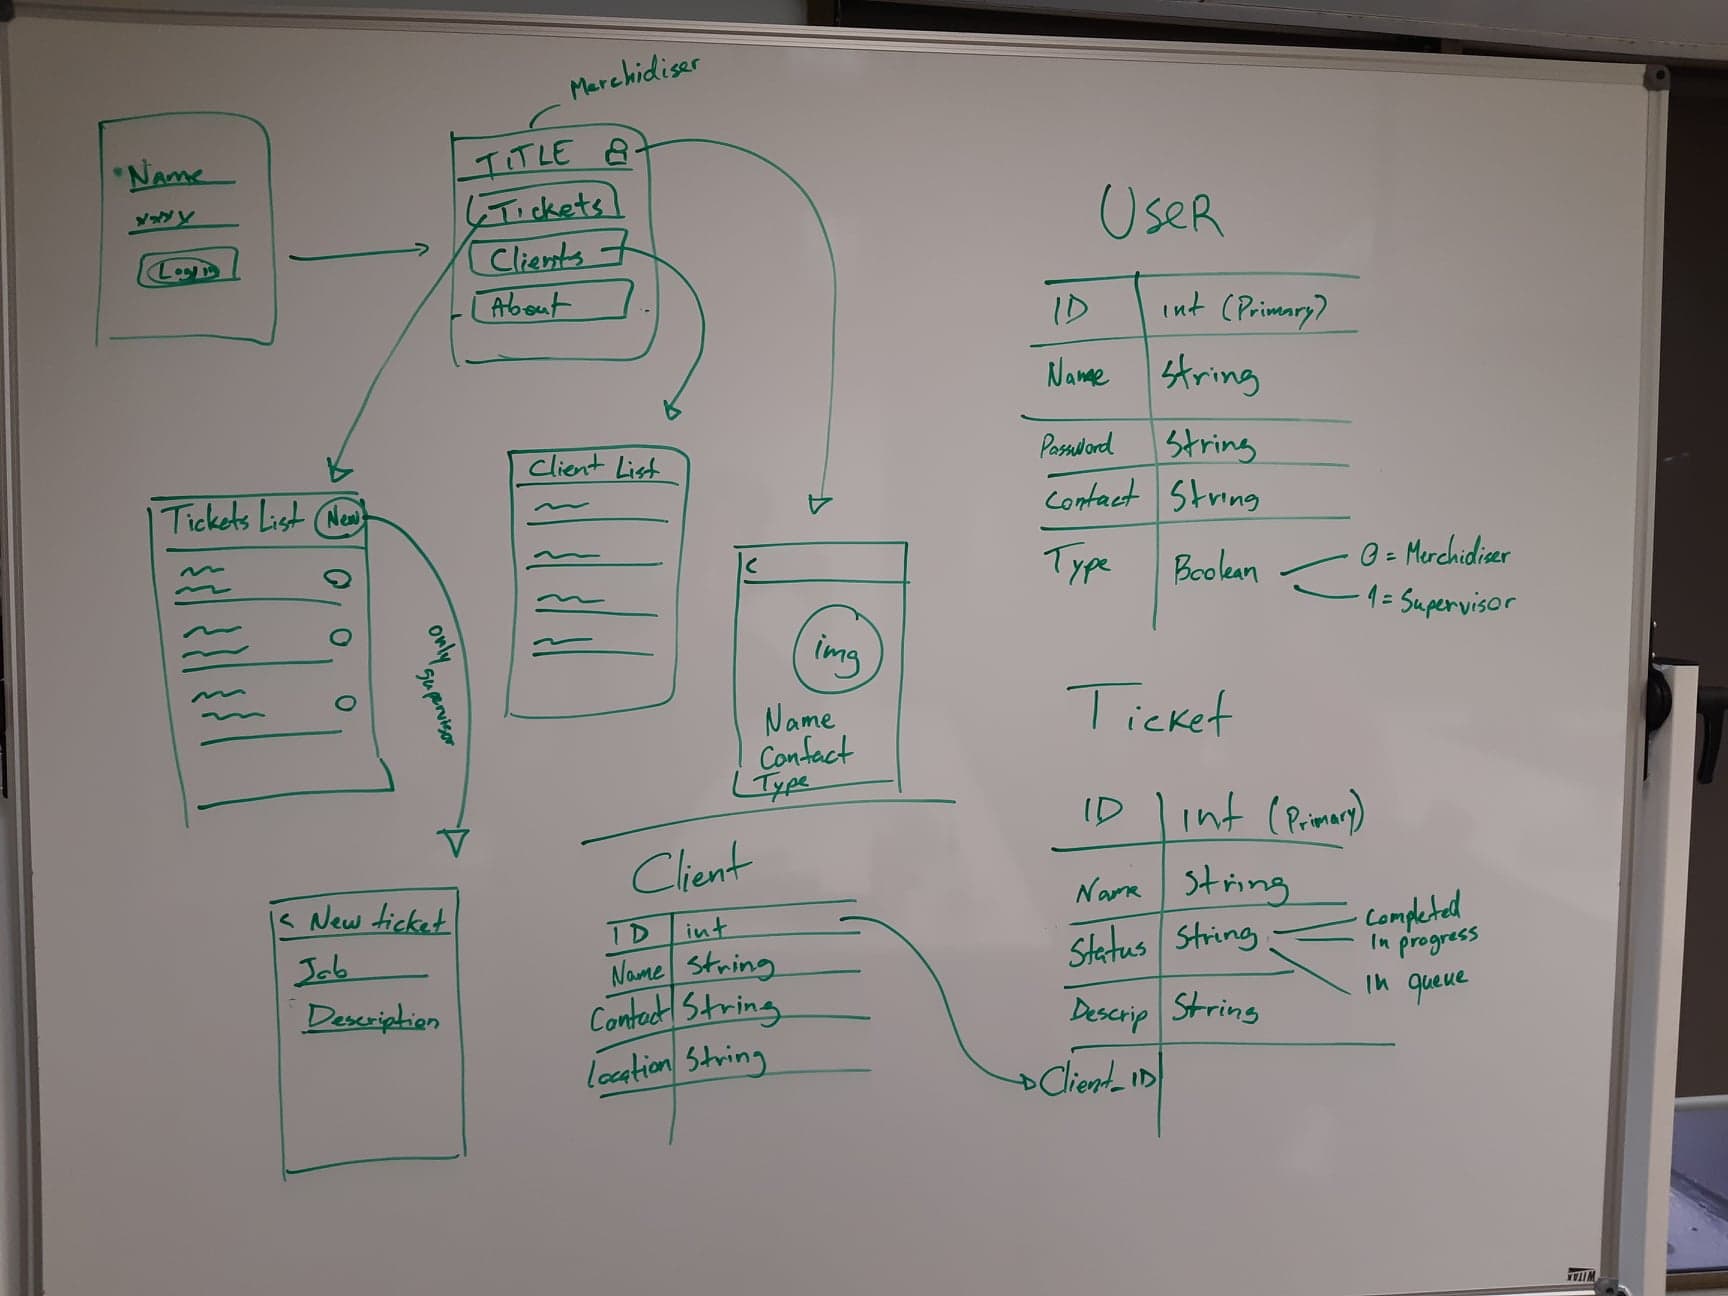 Merchidiser
Name
xxxx
Login
TITLE
Tickets
Clients
About
Tickets List New
only supervisor
Client List
<
img
Name
Contact
Type
< New ticket
Job
Description
User
ID int (Primary)
Name String
Password String
Contact String
Type Boolean
0 = Merchidiser
1 = Supervisor
Client
ID int
Name String
Contact String
location String
Ticket
ID int (Primary)
Name String
Status String
Completed
In progress
In queue
Descrip String
Client_ID
WITAX